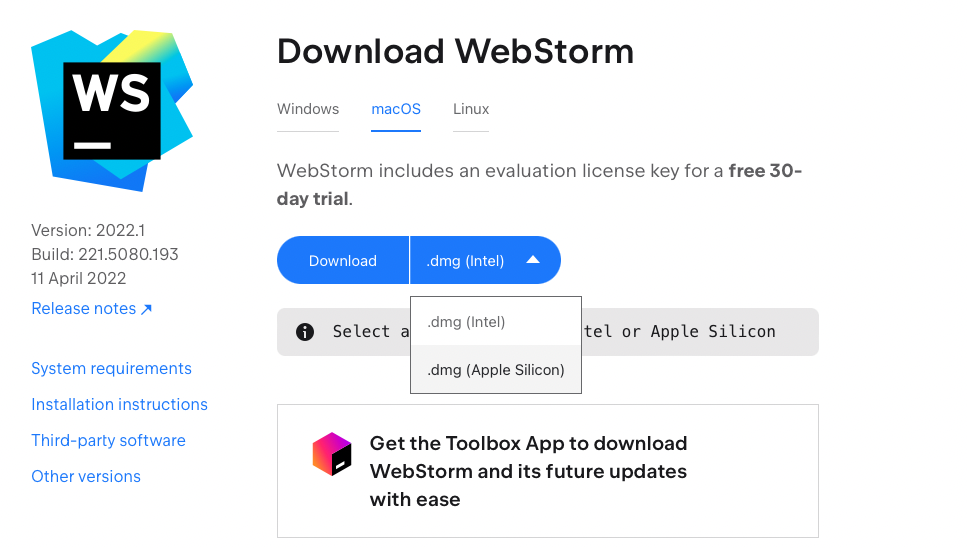 WS
Download WebStorm
Windows macOS Linux
WebStorm includes an evaluation license key for a free 30-
day trial.
Version: 2022.1
Build: 221.5080.193
11 April 2022
Release notes ↗
System requirements
Installation instructions
Third-party software
Other versions
Download .dmg (Intel)
.dmg (Intel)
.dmg (Apple Silicon)
Select a tel or Apple Silicon
Get the Toolbox App to download
WebStorm and its future updates
with ease